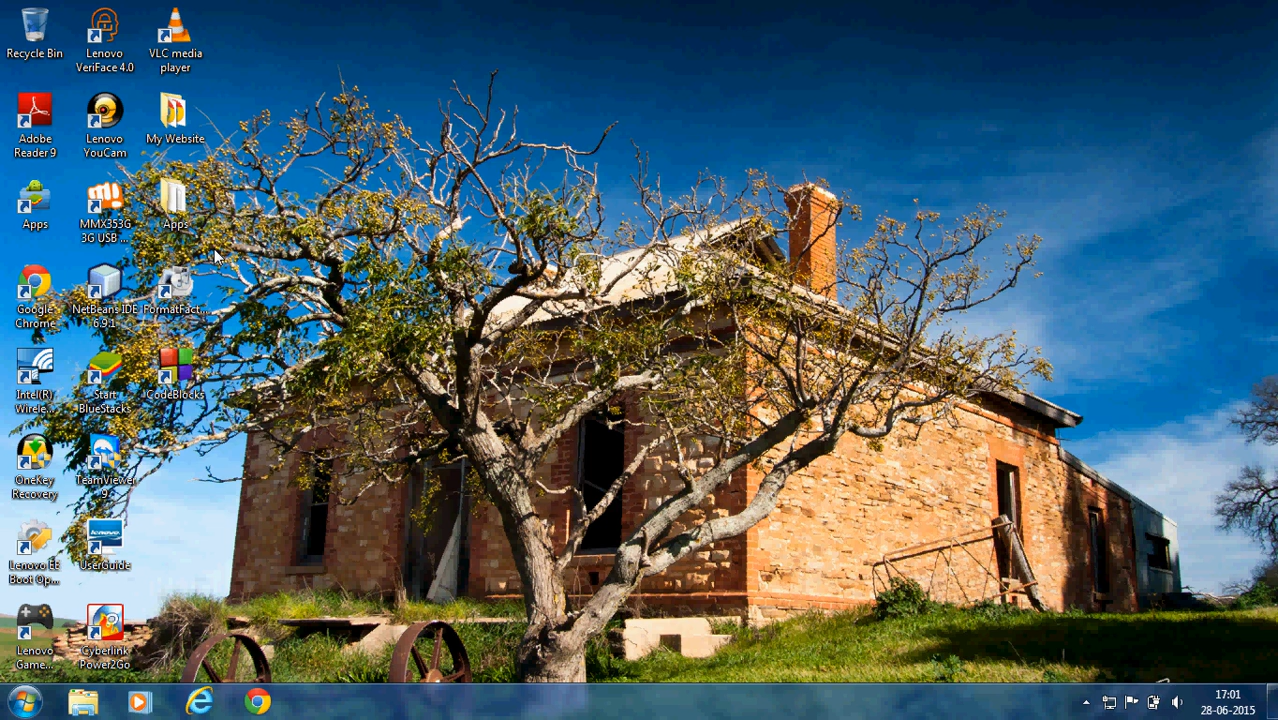 Recycle Bin
Lenovo
VeriFace 4.0
VLC media
player
Adobe
Reader 9
Lenovo
YouCam
My Website
Apps
MMX353G
3G USB ...
Apps
Google
Chrome
NetBeans IDE
6.9.1
FormatFact...
Intel(R)
Wirele...
Start
BlueStacks
CodeBlocks
OneKey
Recovery
TeamViewer
9
Lenovo EE
Boot Op...
UserGuide
Lenovo
Game...
Cyberlink
Power2Go
17:01
28-06-2015